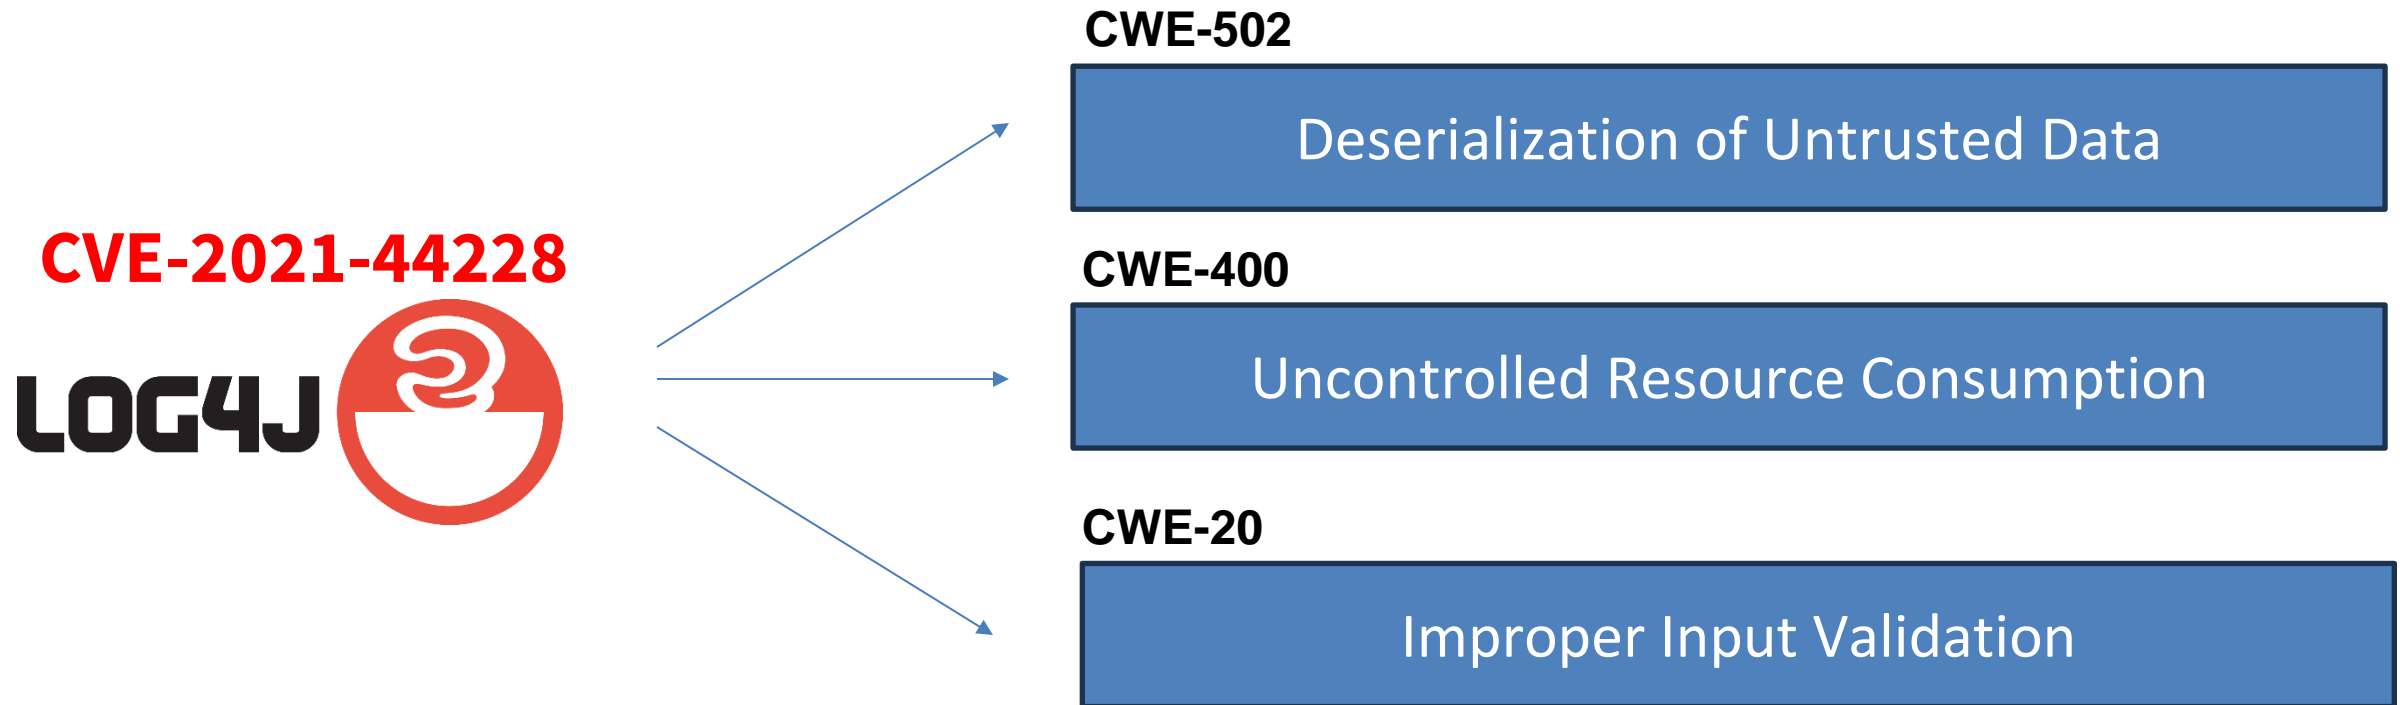 CVE-2021-44228
LOG4J
CWE-502
Deserialization of Untrusted Data
CWE-400
Uncontrolled Resource Consumption
CWE-20
Improper Input Validation